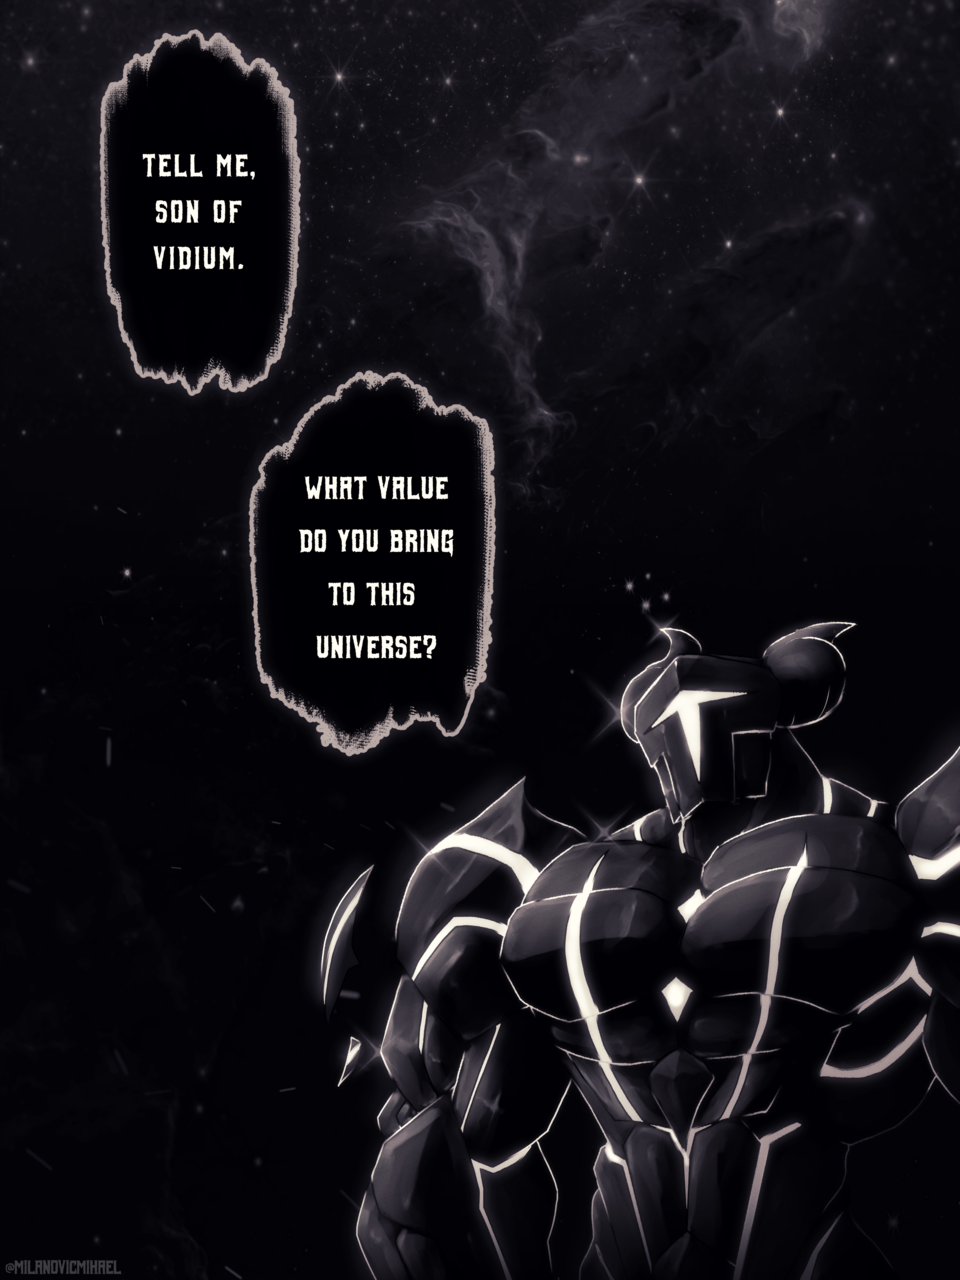 TELL ME,
SON OF
VIDIUM.
WHAT VALUE
DO YOU BRING
TO THIS
UNIVERSE?
@MILANOVICMIHAEL